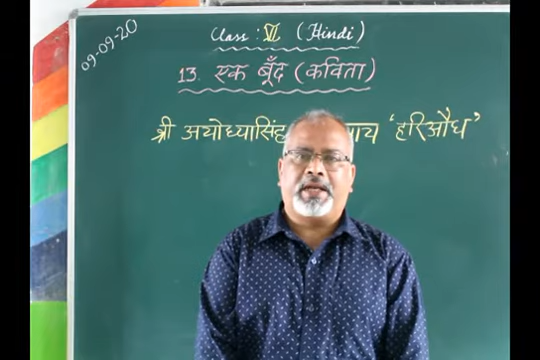 09-09-20
Class : VI (Hindi)
13. एक बूँद (कविता)
श्री अयोध्यासिंह 'हरिऔध'